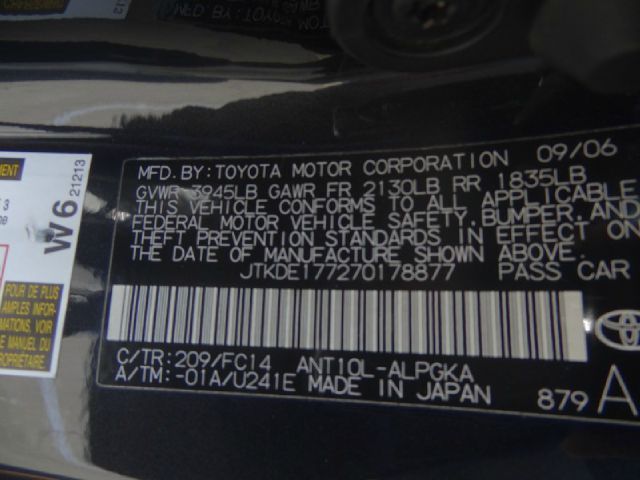 MFD. BY: TOYOTA MOTOR CORPORATION 09/06
GVWR 3945LB GAWR FR 2130LB RR 1835LB
THIS VEHICLE CONFORMS TO ALL APPLICABLE
FEDERAL MOTOR VEHICLE SAFETY, BUMPER, AND
THEFT PREVENTION STANDARDS IN EFFECT ON
THE DATE OF MANUFACTURE SHOWN ABOVE.
JTKDE177270178877 PASS CAR
C/TR: 209/FC14 ANT10L-ALPGKA
A/TM: -01A/U241E MADE IN JAPAN
879 A
W6 21213
POUR DE PLUS
AMPLES INFOR-
MATIONS, VOIR
LE MANUEL DU